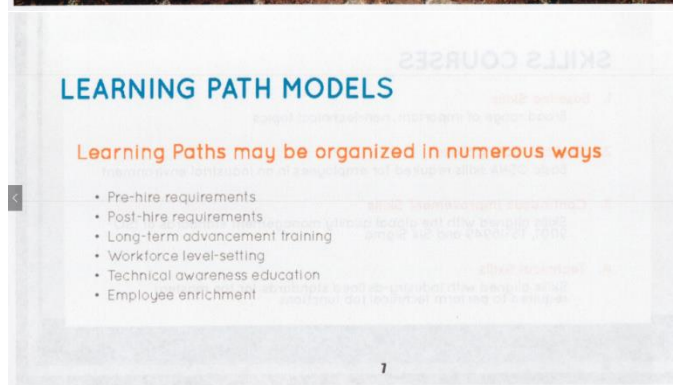 LEARNING PATH MODELS
Learning Paths may be organized in numerous ways
• Pre-hire requirements
• Post-hire requirements
• Long-term advancement training
• Workforce level-setting
• Technical awareness education
• Employee enrichment
7